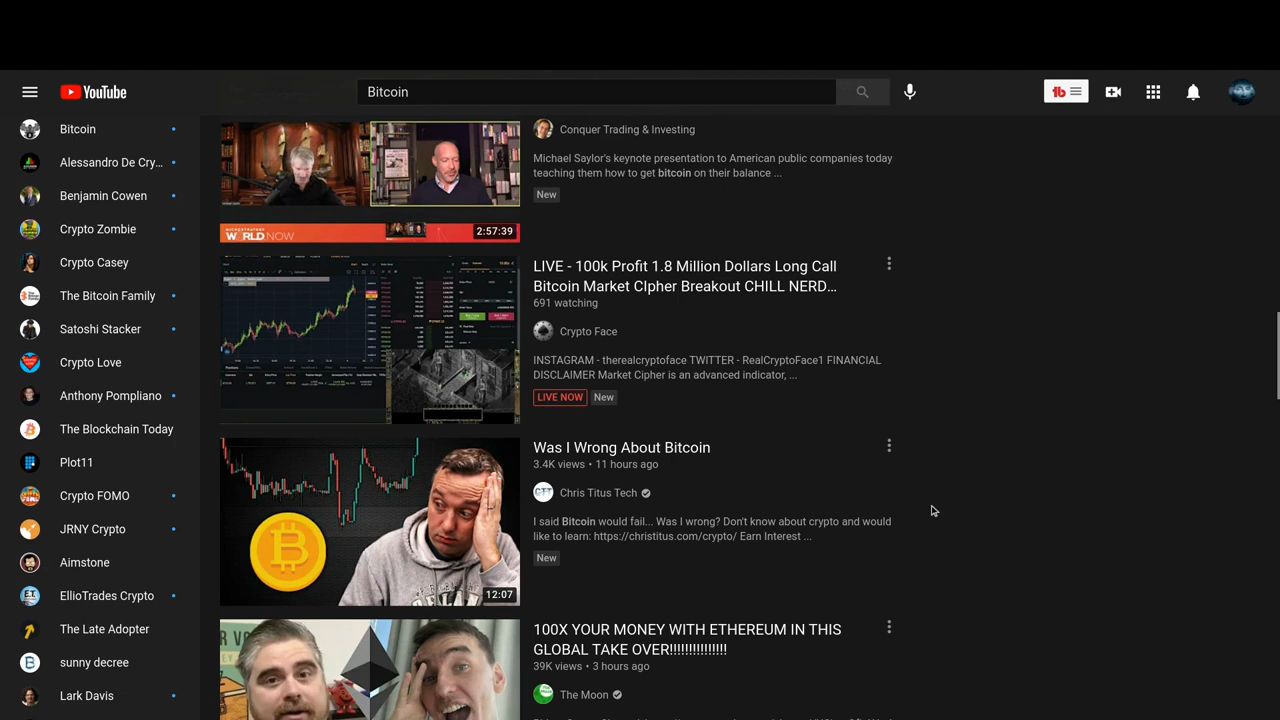 YouTube
Bitcoin
Bitcoin
Alessandro De Cry...
Benjamin Cowen
Crypto Zombie
Crypto Casey
The Bitcoin Family
Satoshi Stacker
Crypto Love
Anthony Pompliano
The Blockchain Today
Plot11
Crypto FOMO
JRNY Crypto
Aimstone
EllioTrades Crypto
The Late Adopter
sunny decree
Lark Davis
WORLD.NOW
2:57:39
Conquer Trading & Investing
Michael Saylor's keynote presentation to American public companies today
teaching them how to get bitcoin on their balance ...
New
LIVE - 100k Profit 1.8 Million Dollars Long Call
Bitcoin Market CIpher Breakout CHILL NERD...
691 watching
Crypto Face
INSTAGRAM - therealcryptoface TWITTER - RealCryptoFace1 FINANCIAL
DISCLAIMER Market Cipher is an advanced indicator, ...
LIVE NOW New
12:07
Was I Wrong About Bitcoin
3.4K views • 11 hours ago
Chris Titus Tech
I said Bitcoin would fail... Was I wrong? Don't know about crypto and would
like to learn: https://christitus.com/crypto/ Earn Interest ...
New
100X YOUR MONEY WITH ETHEREUM IN THIS
GLOBAL TAKE OVER!!!!!!!!!!!!!!!
39K views • 3 hours ago
The Moon